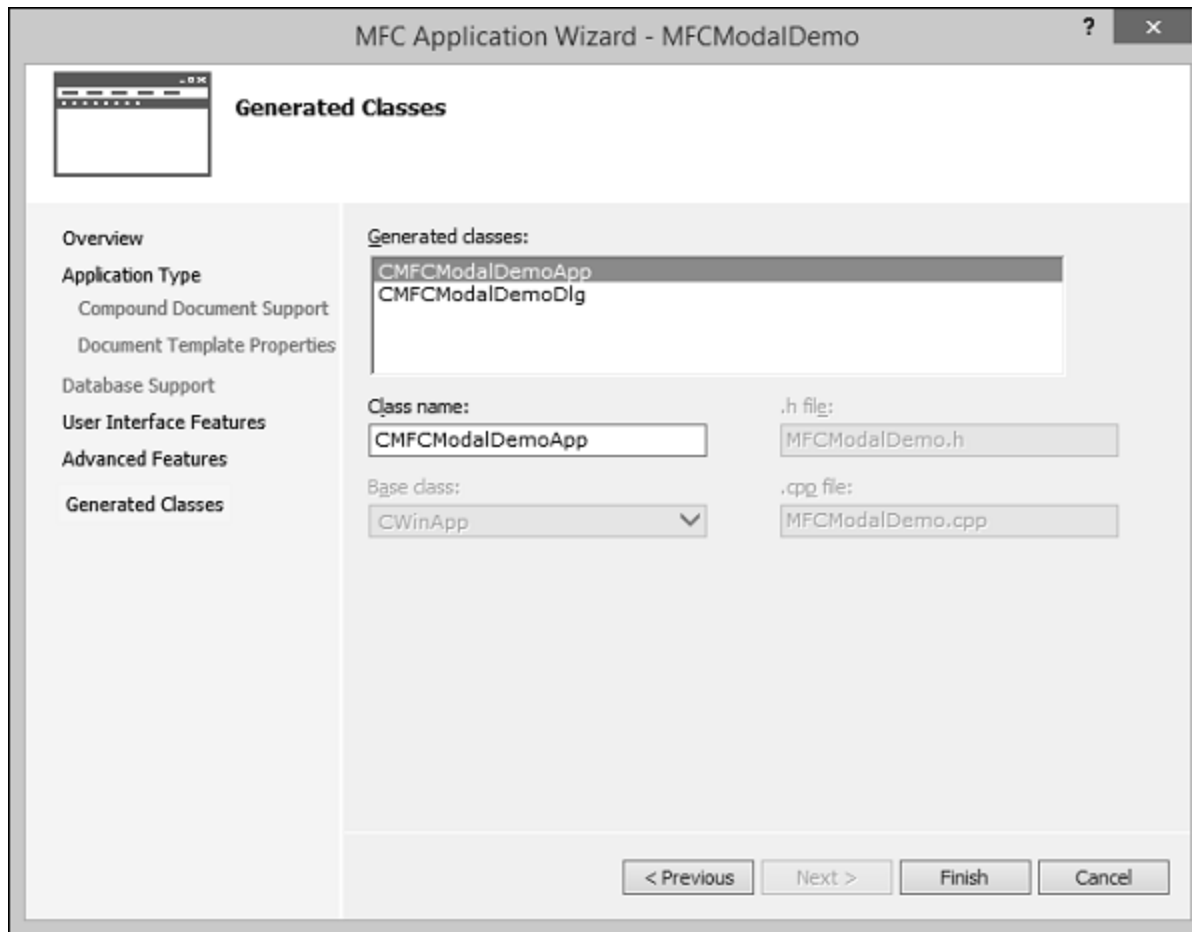 MFC Application Wizard - MFCModalDemo
?
Generated Classes
Overview
Application Type
Compound Document Support
Document Template Properties
Database Support
User Interface Features
Advanced Features
Generated Classes
Generated classes:
CMFCModalDemoApp
CMFCModalDemoDlg
Class name:
.h file:
CMFCModalDemoApp
MFCModalDemo.h
Base class:
.cpp file:
CWinApp
MFCModalDemo.cpp
< Previous
Next >
Finish
Cancel